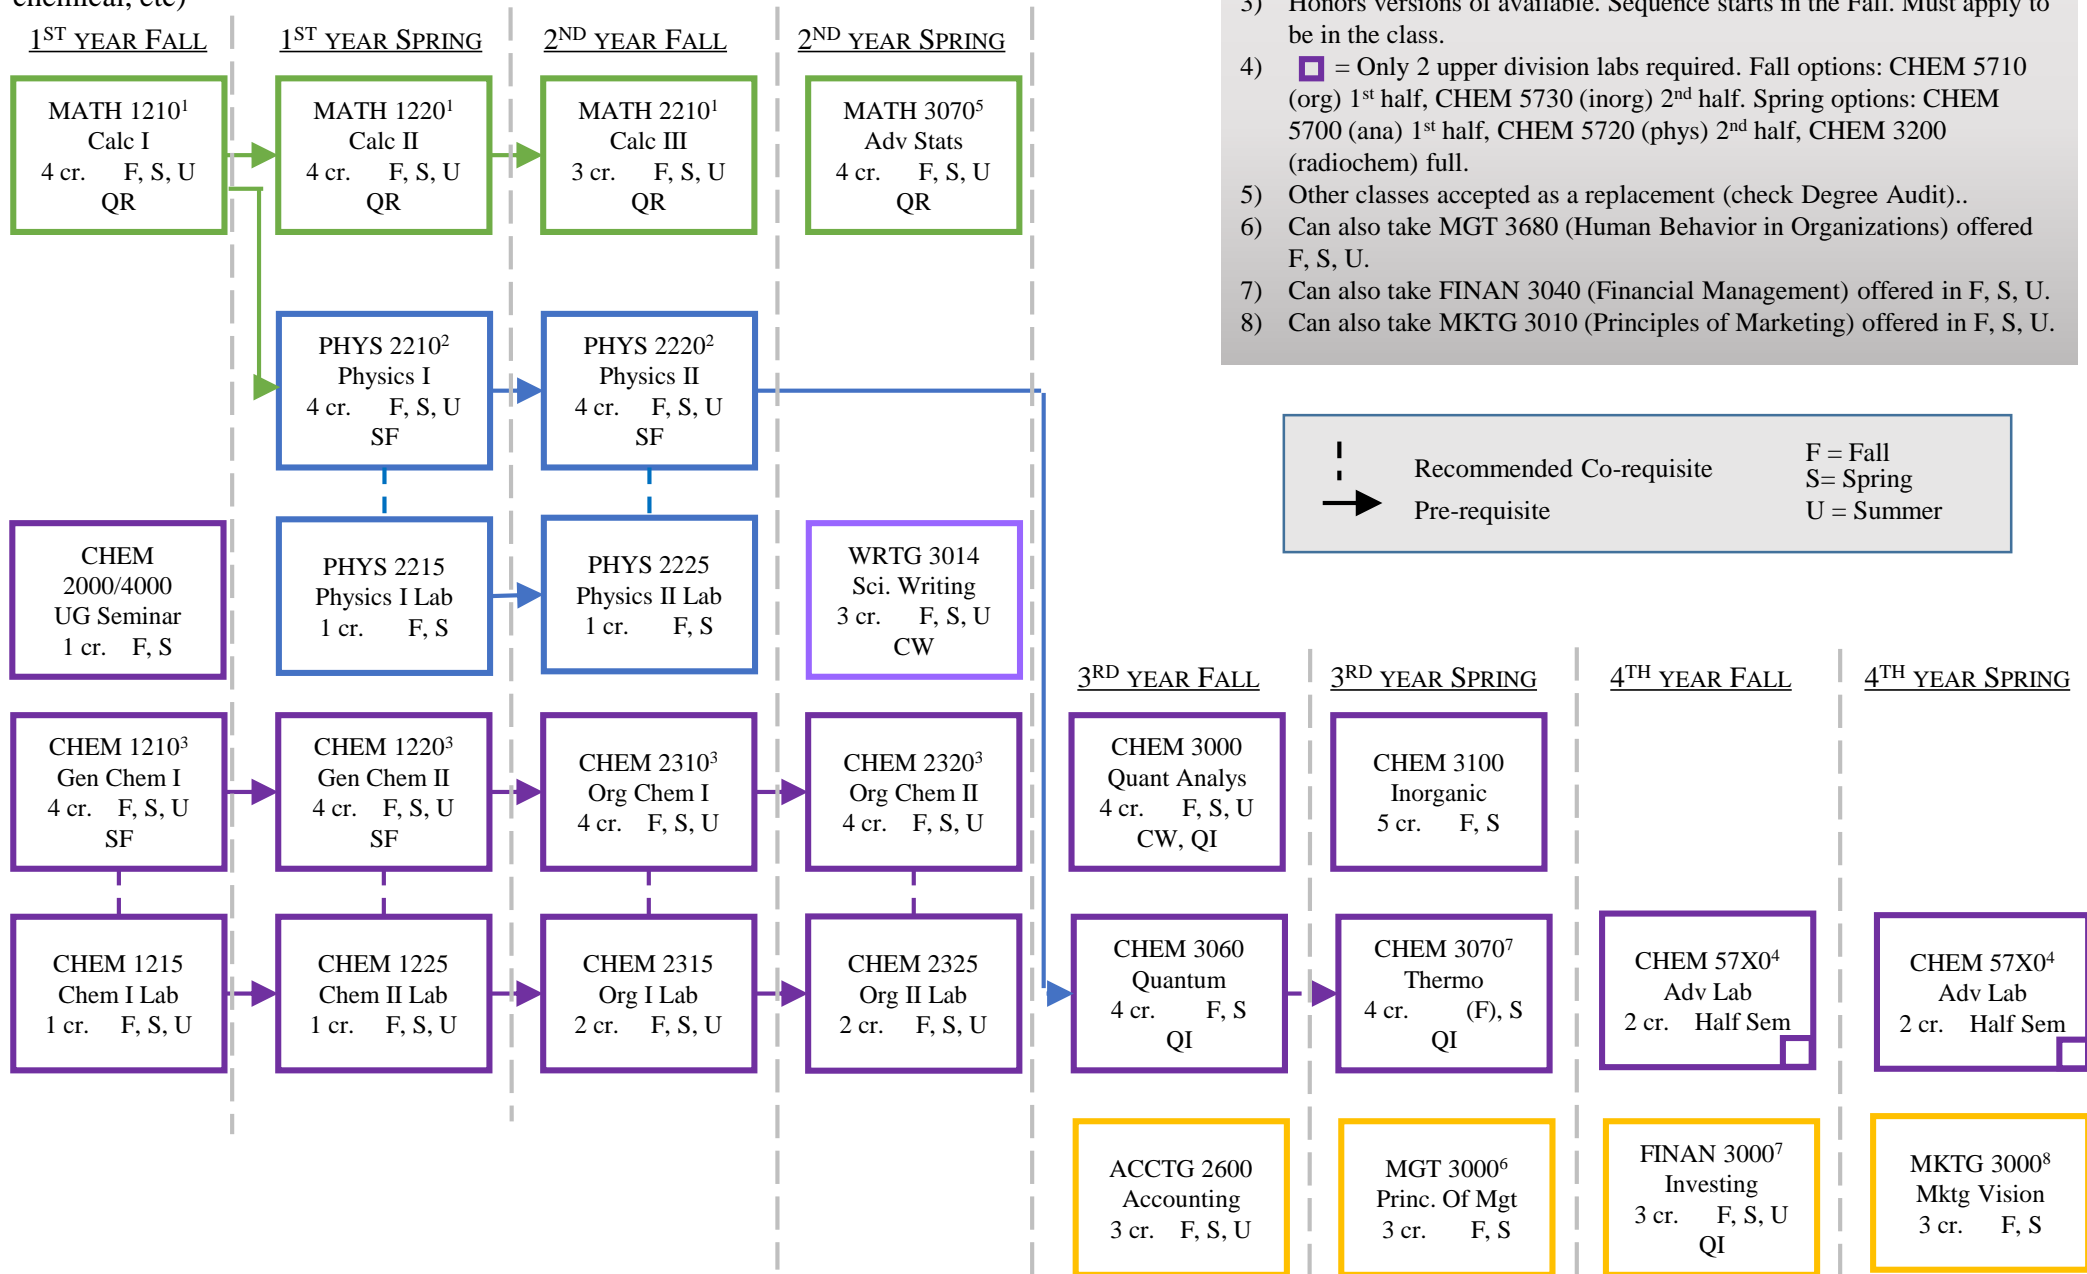 chemical, etc)
1ST YEAR FALL
1ST YEAR SPRING
2ND YEAR FALL
2ND YEAR SPRING
3) Honors versions of available. Sequence starts in the Fall. Must apply to
be in the class.
4) = Only 2 upper division labs required. Fall options: CHEM 5710
(org) 1st half, CHEM 5730 (inorg) 2nd half. Spring options: CHEM
5700 (ana) 1st half, CHEM 5720 (phys) 2nd half, CHEM 3200
(radiochem) full.
5) Other classes accepted as a replacement (check Degree Audit)..
6) Can also take MGT 3680 (Human Behavior in Organizations) offered
F, S, U.
7) Can also take FINAN 3040 (Financial Management) offered in F, S, U.
8) Can also take MKTG 3010 (Principles of Marketing) offered in F, S, U.
MATH 1210¹
Calc I
4 cr. F, S, U
QR
MATH 1220¹
Calc II
4 cr. F, S, U
QR
MATH 2210¹
Calc III
3 cr. F, S, U
QR
MATH 3070⁵
Adv Stats
4 cr. F, S, U
QR
PHYS 2210²
Physics I
4 cr. F, S, U
SF
PHYS 2220²
Physics II
4 cr. F, S, U
SF
Recommended Co-requisite
Pre-requisite
F = Fall
S= Spring
U = Summer
CHEM
2000/4000
UG Seminar
1 cr. F, S
PHYS 2215
Physics I Lab
1 cr. F, S
PHYS 2225
Physics II Lab
1 cr. F, S
WRTG 3014
Sci. Writing
3 cr. F, S, U
CW
3RD YEAR FALL
3RD YEAR SPRING
4TH YEAR FALL
4TH YEAR SPRING
CHEM 1210³
Gen Chem I
4 cr. F, S, U
SF
CHEM 1220³
Gen Chem II
4 cr. F, S, U
SF
CHEM 2310³
Org Chem I
4 cr. F, S, U
CHEM 2320³
Org Chem II
4 cr. F, S, U
CHEM 3000
Quant Analys
4 cr. F, S, U
CW, QI
CHEM 3100
Inorganic
5 cr. F, S
CHEM 1215
Chem I Lab
1 cr. F, S, U
CHEM 1225
Chem II Lab
1 cr. F, S, U
CHEM 2315
Org I Lab
2 cr. F, S, U
CHEM 2325
Org II Lab
2 cr. F, S, U
CHEM 3060
Quantum
4 cr. F, S
QI
CHEM 3070⁷
Thermo
4 cr. (F), S
QI
CHEM 57X0⁴
Adv Lab
2 cr. Half Sem
CHEM 57X0⁴
Adv Lab
2 cr. Half Sem
ACCTG 2600
Accounting
3 cr. F, S, U
MGT 3000⁶
Princ. Of Mgt
3 cr. F, S
FINAN 3000⁷
Investing
3 cr. F, S, U
QI
MKTG 3000⁸
Mktg Vision
3 cr. F, S